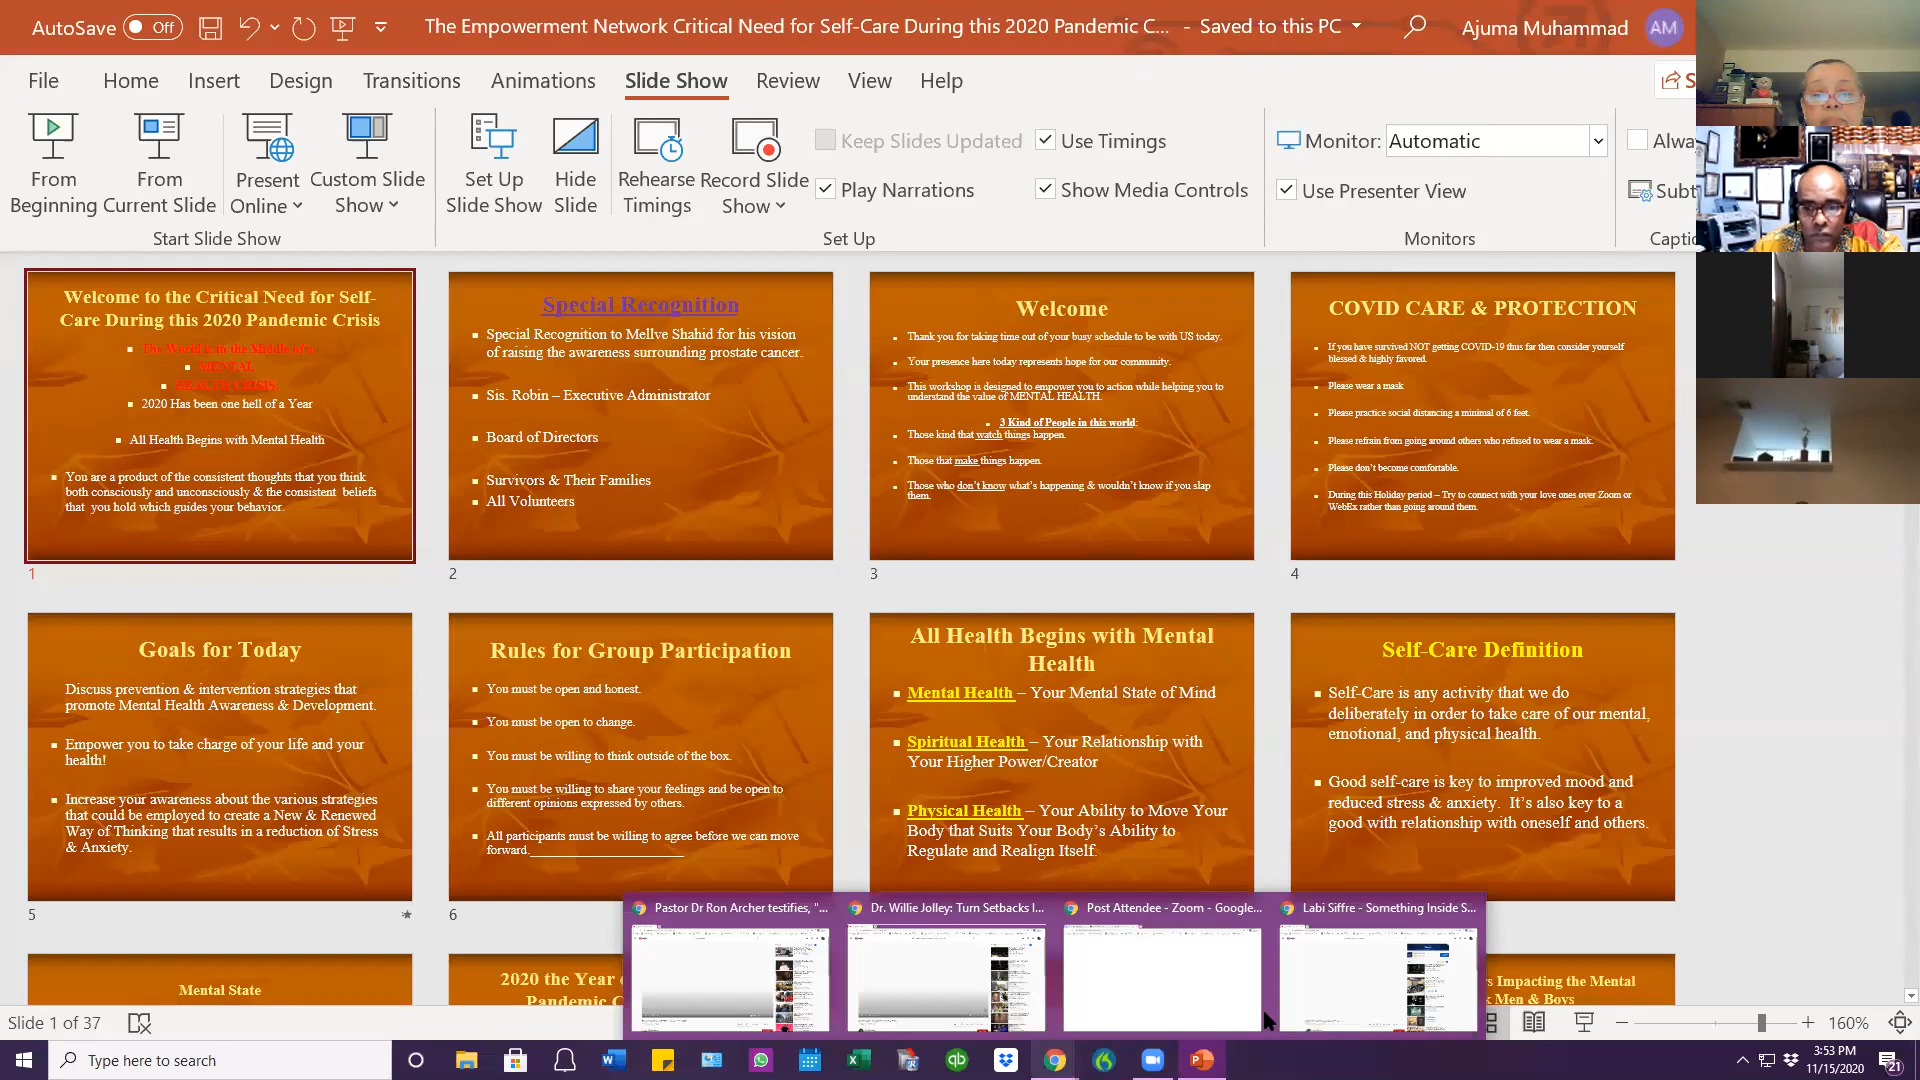 AutoSave Off The Empowerment Network Critical Need for Self-Care During this 2020 Pandemic C... - Saved to this PC Ajuma Muhammad AM
File Home Insert Design Transitions Animations Slide Show Review View Help S
From Beginning
From Current Slide
Present Online
Custom Slide Show
Start Slide Show
Set Up Slide Show
Hide Slide
Rehearse Timings
Record Slide Show
Keep Slides Updated
Play Narrations
Use Timings
Show Media Controls
Set Up
Monitor: Automatic
Use Presenter View
Monitors
Alwa
Subt
Captio
Welcome to the Critical Need for Self-
Care During this 2020 Pandemic Crisis
The World is in the Middle of a
MENTAL
HEALTH CRISIS
2020 Has been one hell of a Year
All Health Begins with Mental Health
You are a product of the consistent thoughts that you think
both consciously and unconsciously & the consistent beliefs
that you hold which guides your behavior.
1
Special Recognition
Special Recognition to Mellve Shahid for his vision
of raising the awareness surrounding prostate cancer.
Sis. Robin – Executive Administrator
Board of Directors
Survivors & Their Families
All Volunteers
2
Welcome
Thank you for taking time out of your busy schedule to be with US today.
Your presence here today represents hope for our community.
This workshop is designed to empower you to action while helping you to
understand the value of MENTAL HEALTH.
3 Kind of People in this world:
Those kind that watch things happen.
Those that make things happen.
Those who don't know what's happening & wouldn't know if you slap
them.
3
COVID CARE & PROTECTION
If you have survived NOT getting COVID-19 thus far then consider yourself
blessed & highly favored.
Please wear a mask
Please practice social distancing a minimal of 6 feet.
Please refrain from going around others who refused to wear a mask.
Please don't become comfortable.
During this Holiday period – Try to connect with your love ones over Zoom or
WebEx rather than going around them.
4
Goals for Today
Discuss prevention & intervention strategies that
promote Mental Health Awareness & Development.
Empower you to take charge of your life and your
health!
Increase your awareness about the various strategies
that could be employed to create a New & Renewed
Way of Thinking that results in a reduction of Stress
& Anxiety.
5
Rules for Group Participation
You must be open and honest.
You must be open to change.
You must be willing to think outside of the box.
You must be willing to share your feelings and be open to
different opinions expressed by others.
All participants must be willing to agree before we can move
forward.
6
All Health Begins with Mental
Health
Mental Health – Your Mental State of Mind
Spiritual Health – Your Relationship with
Your Higher Power/Creator
Physical Health – Your Ability to Move Your
Body that Suits Your Body's Ability to
Regulate and Realign Itself.
Self-Care Definition
Self-Care is any activity that we do
deliberately in order to take care of our mental,
emotional, and physical health.
Good self-care is key to improved mood and
reduced stress & anxiety. It's also key to a
good with relationship with oneself and others.
Pastor Dr Ron Archer testifies, "...
Dr. Willie Jolley: Turn Setbacks I...
Post Attendee - Zoom - Google...
Labi Siffre - Something Inside S...
Mental State
2020 the Year
Pandemic C
s Impacting the Mental
k Men & Boys
Slide 1 of 37
160%
Type here to search
3:53 PM
11/15/2020
21